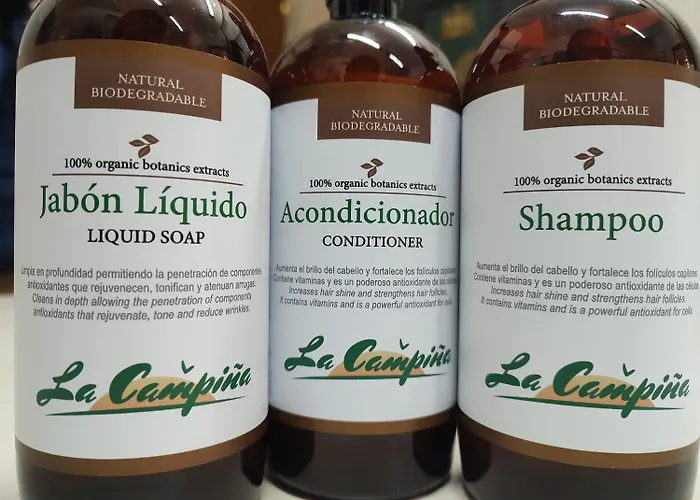 NATURAL
BIODEGRADABLE
100% organic botanics extracts
Jabón Líquido
LIQUID SOAP
Limpia en profundidad permitiendo la penetración de componentes
antioxidantes que rejuvenecen, tonifican y atenuan arrugas.
Cleans in depth allowing the penetration of components
antioxidants that rejuvenate, tone and reduce wrinkles.
La Campiña
NATURAL
BIODEGRADABLE
100% organic botanics extracts
Acondicionador
CONDITIONER
Aumenta el brillo del cabello y fortalece los folículos capilares.
Contiene vitaminas y es un poderoso antioxidante de las células
Increases hair shine and strengthens hair follicles.
It contains vitamins and is a powerful antioxidant for cells.
La Campiña
NATURAL
BIODEGRADABLE
100% organic botanics extracts
Shampoo
Aumenta el brillo del cabello y fortalece los folículos capilares.
Contiene vitaminas y es un poderoso antioxidante de las células
Increases hair shine and strengthens hair follicles.
It contains vitamins and is a powerful antioxidant for cells.
La Campiña